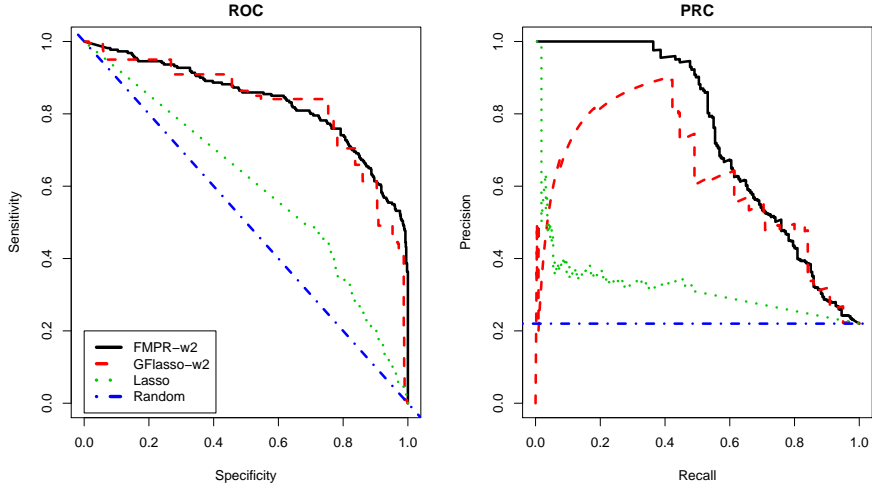 ROC
Sensitivity
1.0
0.8
0.6
0.4
0.2
0.0
FMPR−w2
GFlasso−w2
Lasso
Random
0.0 0.2 0.4 0.6 0.8 1.0
Specificity
PRC
Precision
1.0
0.8
0.6
0.4
0.2
0.0
0.0 0.2 0.4 0.6 0.8 1.0
Recall